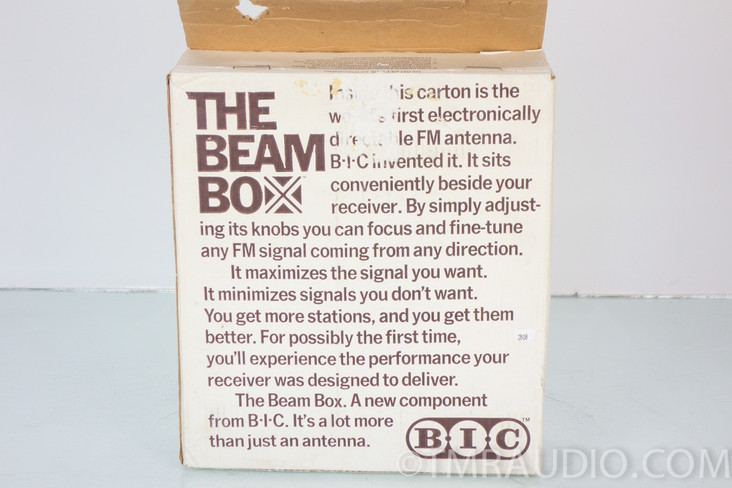 THE
BEAM
BOX
his carton is the
first electronically
FM antenna.
B·I·C invented it. It sits
conveniently beside your
receiver. By simply adjust-
ing its knobs you can focus and fine-tune
any FM signal coming from any direction.
It maximizes the signal you want.
It minimizes signals you don't want.
You get more stations, and you get them
better. For possibly the first time,
you'll experience the performance your
receiver was designed to deliver.
The Beam Box. A new component
from B·I·C. It's a lot more
than just an antenna.
B·I·C™
TMRAUDIO.COM